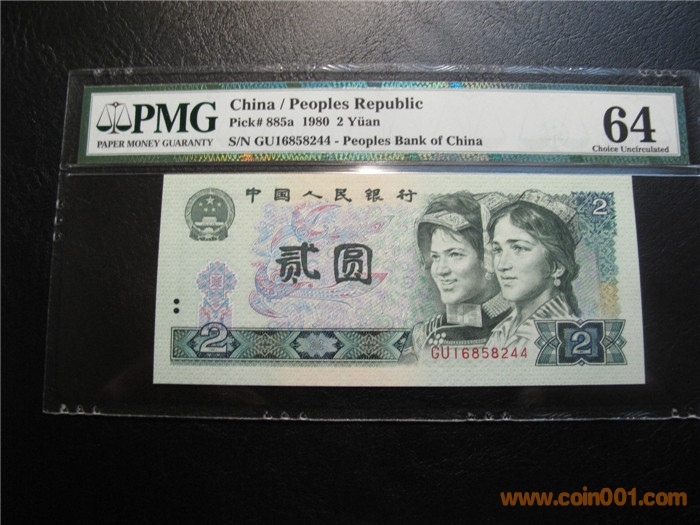 PMG
PAPER MONEY GUARANTY
China / Peoples Republic
Pick# 885a 1980 2 Yüan
S/N GU16858244 - Peoples Bank of China
64
Choice Uncirculated
中国人民银行
2
贰圆
2
GU16858244
2
www.coin001.com